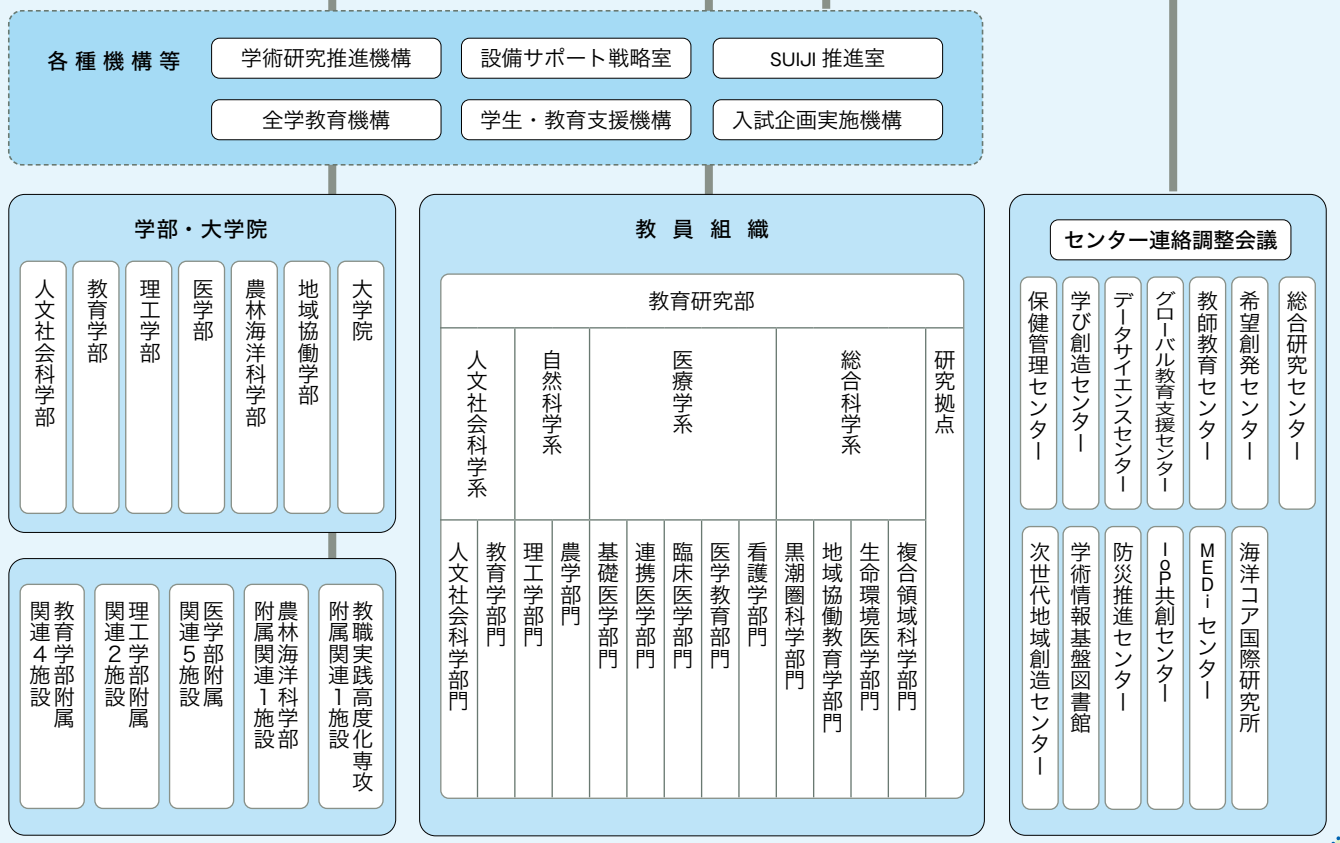 各種機構等
学術研究推進機構
設備サポート戦略室
SUIJI 推進室
全学教育機構
学生・教育支援機構
入試企画実施機構
学部・大学院
人文社会科学部
教育学部
理工学部
医学部
農林海洋科学部
地域協働学部
大学院
教育学部附属
関連4施設
理工学部附属
関連2施設
医学部附属
関連5施設
農林海洋科学部
附属関連1施設
教職実践高度化専攻
附属関連1施設
教員組織
教育研究部
人文社会科学系
自然科学系
医療学系
総合科学系
研究拠点
人文社会科学部門
教育学部門
理工学部門
農学部門
基礎医学部門
連携医学部門
臨床医学部門
医学教育部門
看護学部門
黒潮圏科学部門
地域協働教育学部門
生命環境医学部門
複合領域科学部門
センター連絡調整会議
保健管理センター
学び創造センター
データサイエンスセンター
グローバル教育支援センター
教師教育センター
希望創発センター
総合研究センター
次世代地域創造センター
学術情報基盤図書館
防災推進センター
IoP共創センター
MEDiセンター
海洋コア国際研究所